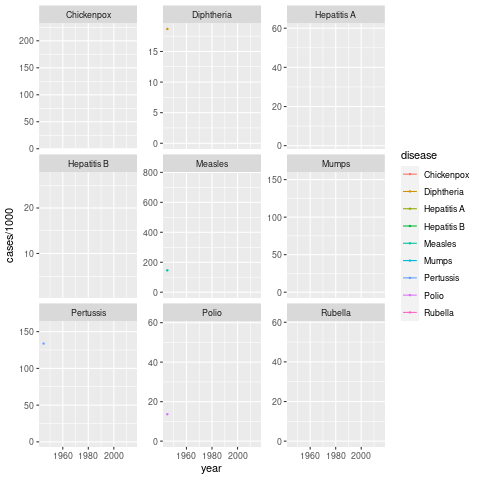 Chickenpox Diphtheria Hepatitis A
200
150
100
50
0
15
10
5
0
60
40
20
0
Hepatitis B Measles Mumps
20
10
800
600
400
200
0
150
100
50
0
Pertussis Polio Rubella
150
100
50
0
60
40
20
0
60
40
20
0
1960 1980 2000 1960 1980 2000 1960 1980 2000
year
cases/1000
disease
Chickenpox
Diphtheria
Hepatitis A
Hepatitis B
Measles
Mumps
Pertussis
Polio
Rubella